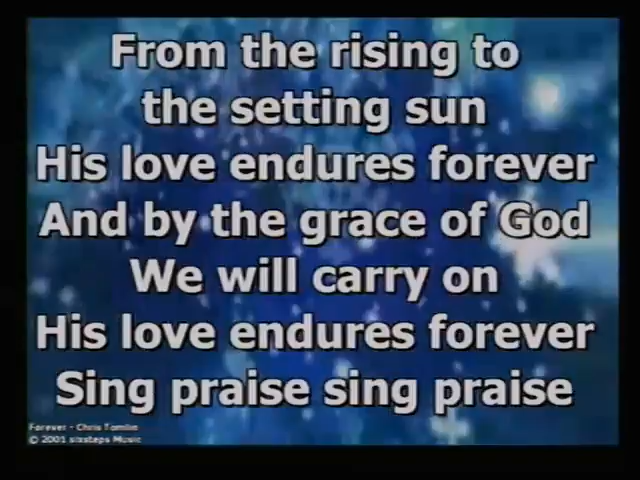 From the rising to
the setting sun
His love endures forever
And by the grace of God
We will carry on
His love endures forever
Sing praise sing praise
Forever - Chris Tomlin
© 2001 sixsteps Music